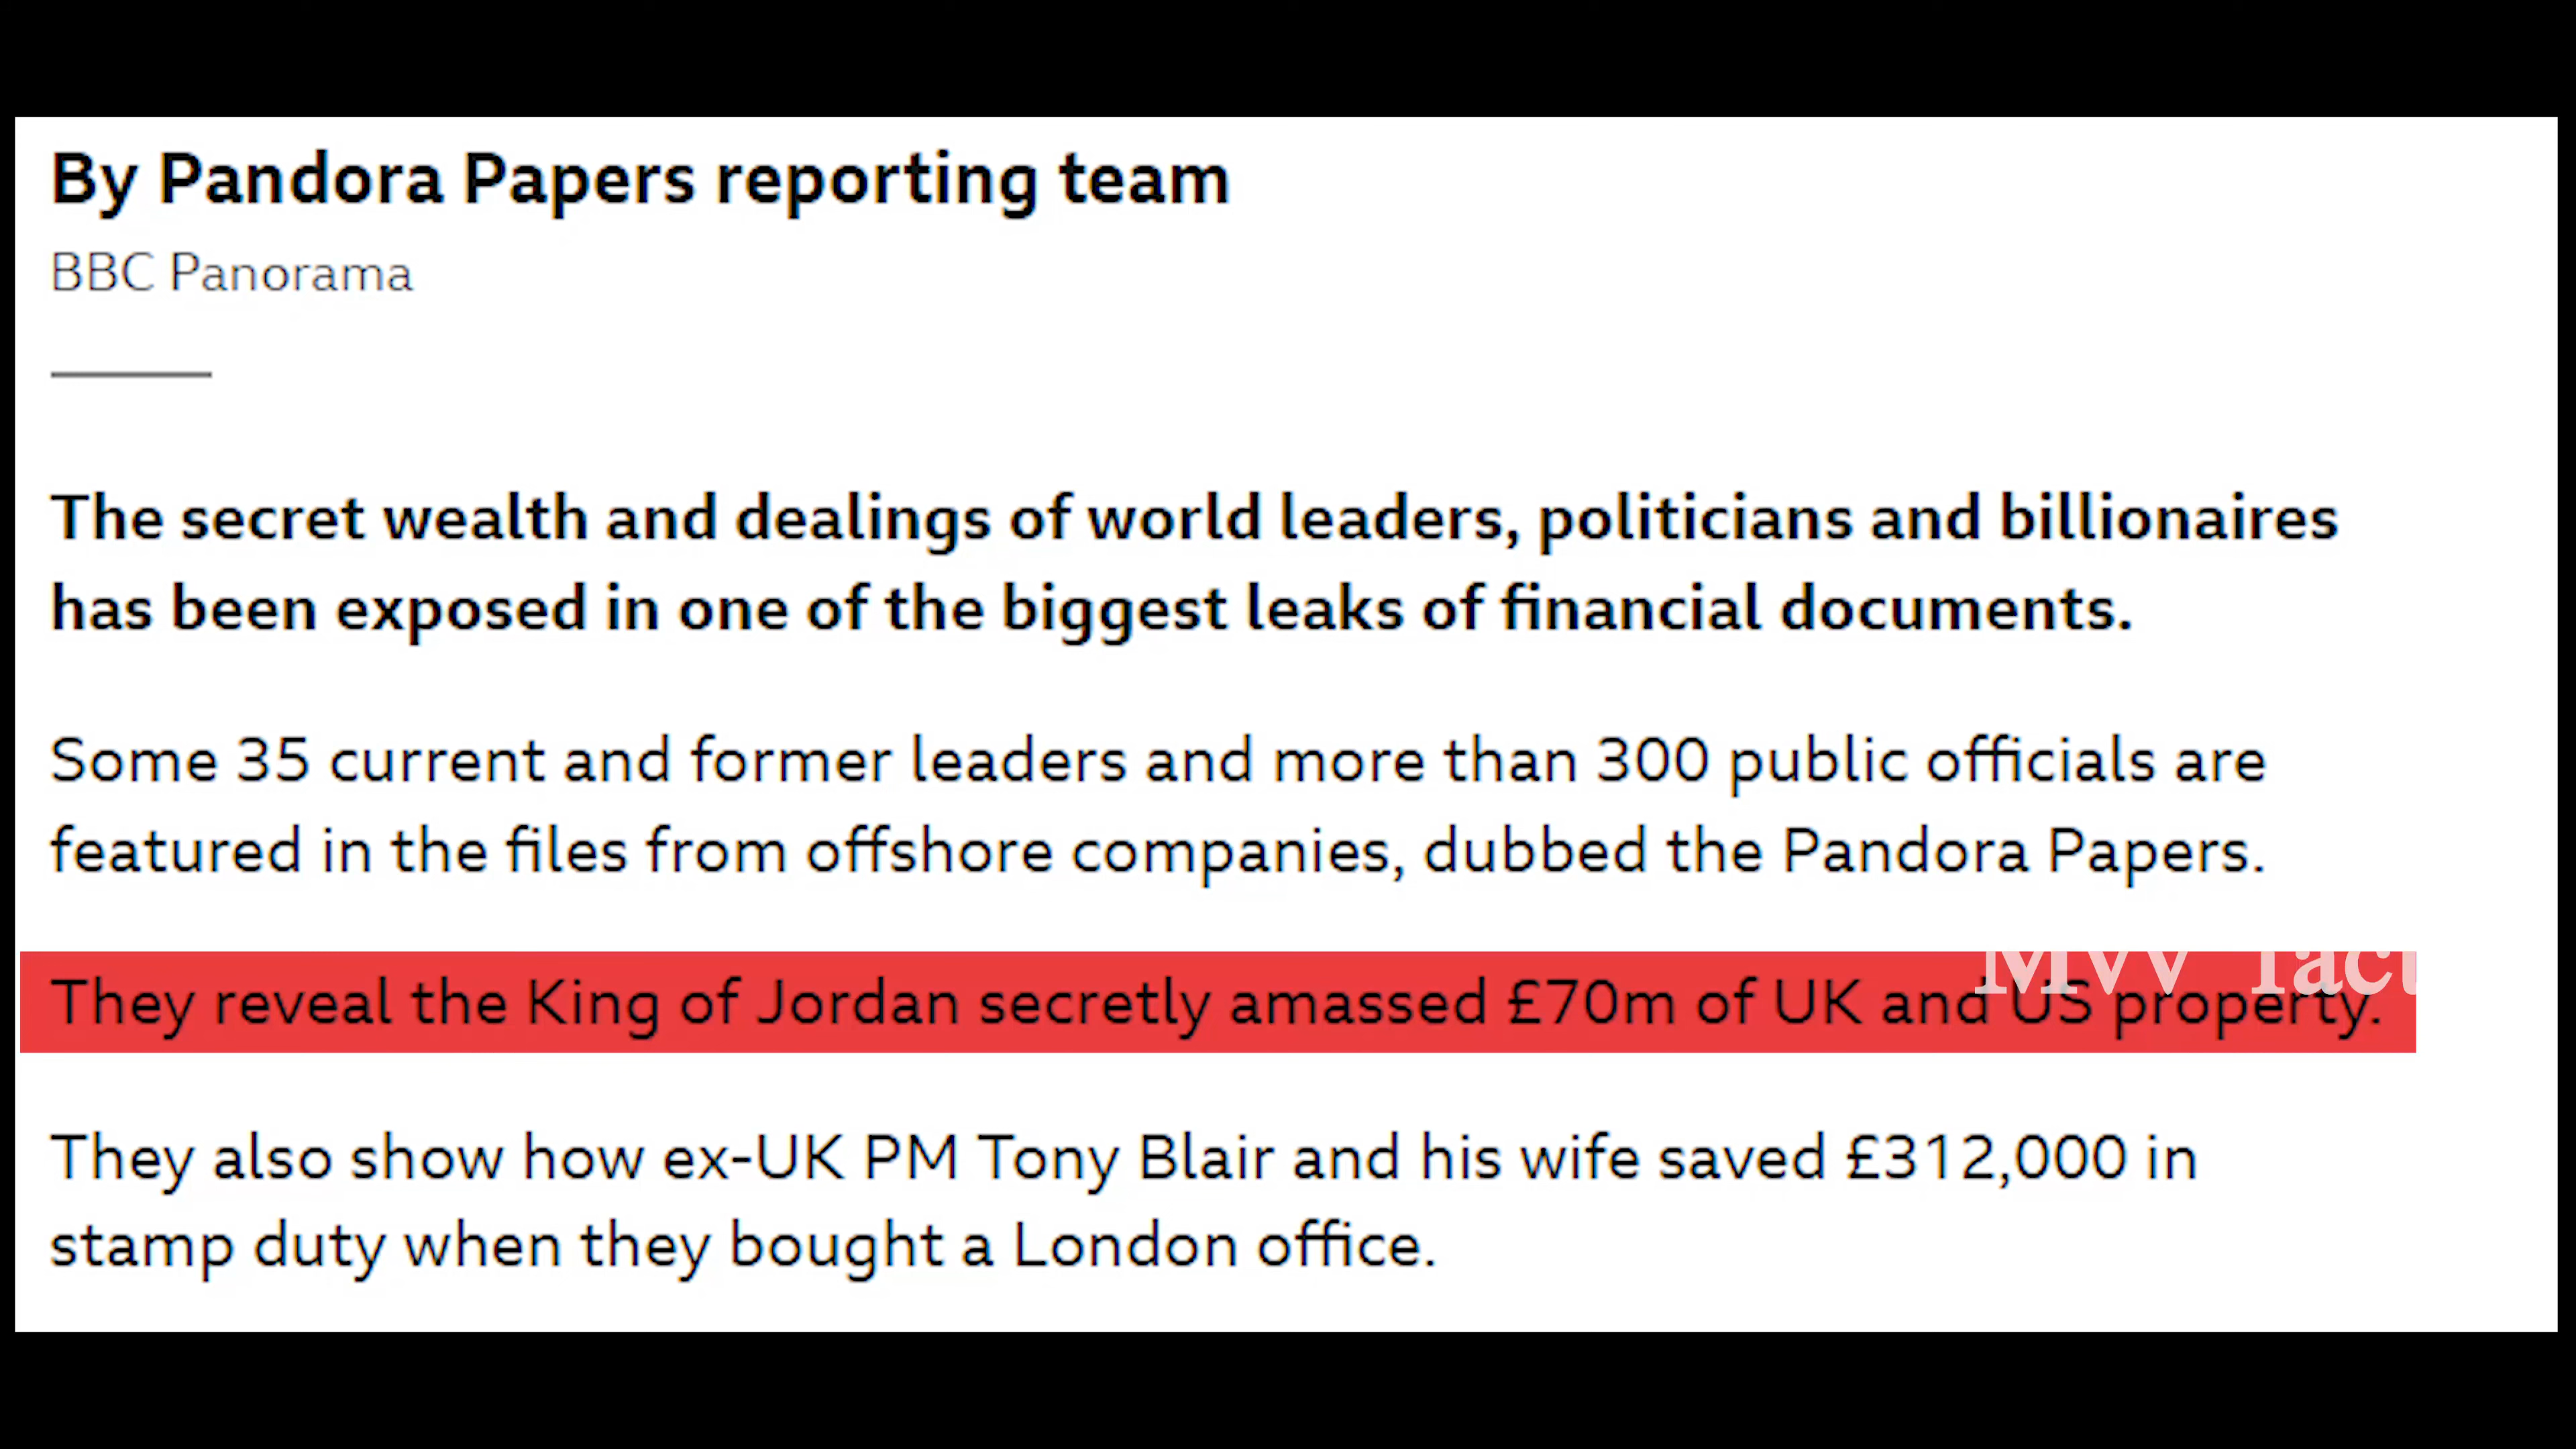 By Pandora Papers reporting team
BBC Panorama
The secret wealth and dealings of world leaders, politicians and billionaires
has been exposed in one of the biggest leaks of financial documents.
Some 35 current and former leaders and more than 300 public officials are
featured in the files from offshore companies, dubbed the Pandora Papers.
They reveal the King of Jordan secretly amassed £70m of UK and US property.
They also show how ex-UK PM Tony Blair and his wife saved £312,000 in
stamp duty when they bought a London office.